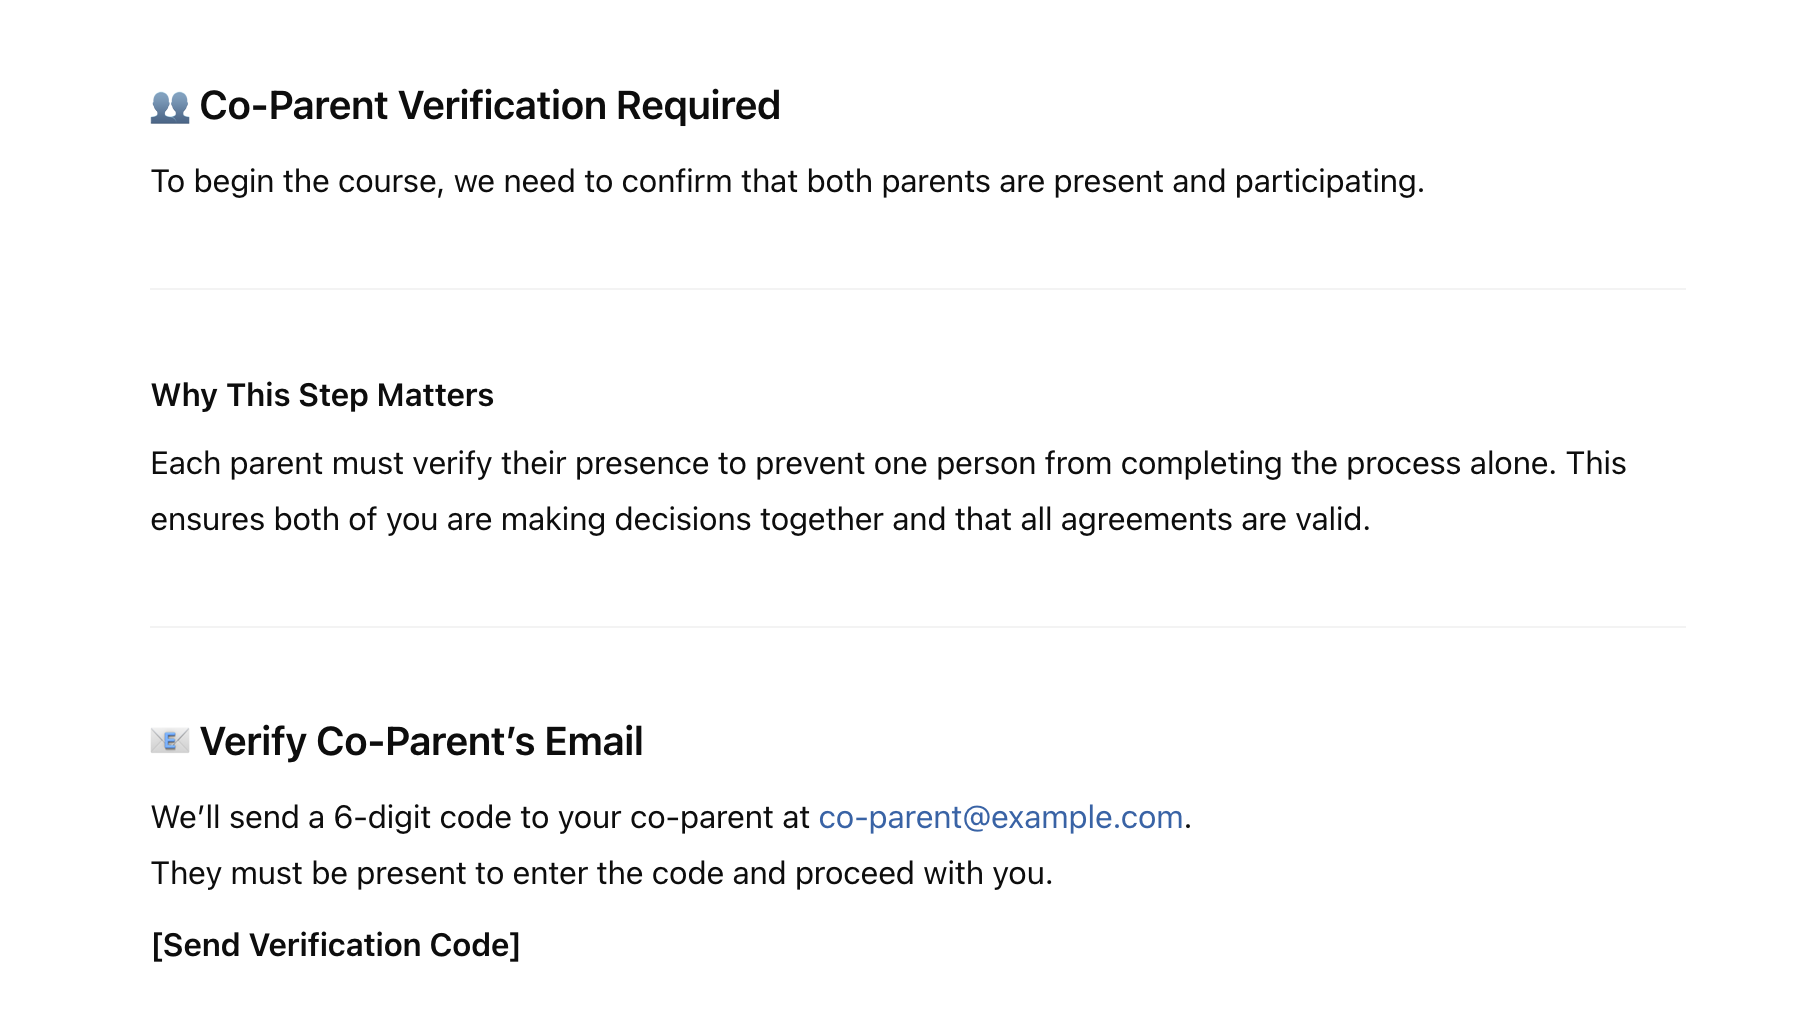 Co-Parent Verification Required
To begin the course, we need to confirm that both parents are present and participating.
Why This Step Matters
Each parent must verify their presence to prevent one person from completing the process alone. This
ensures both of you are making decisions together and that all agreements are valid.
Verify Co-Parent’s Email
We’ll send a 6-digit code to your co-parent at co-parent@example.com.
They must be present to enter the code and proceed with you.
[Send Verification Code]